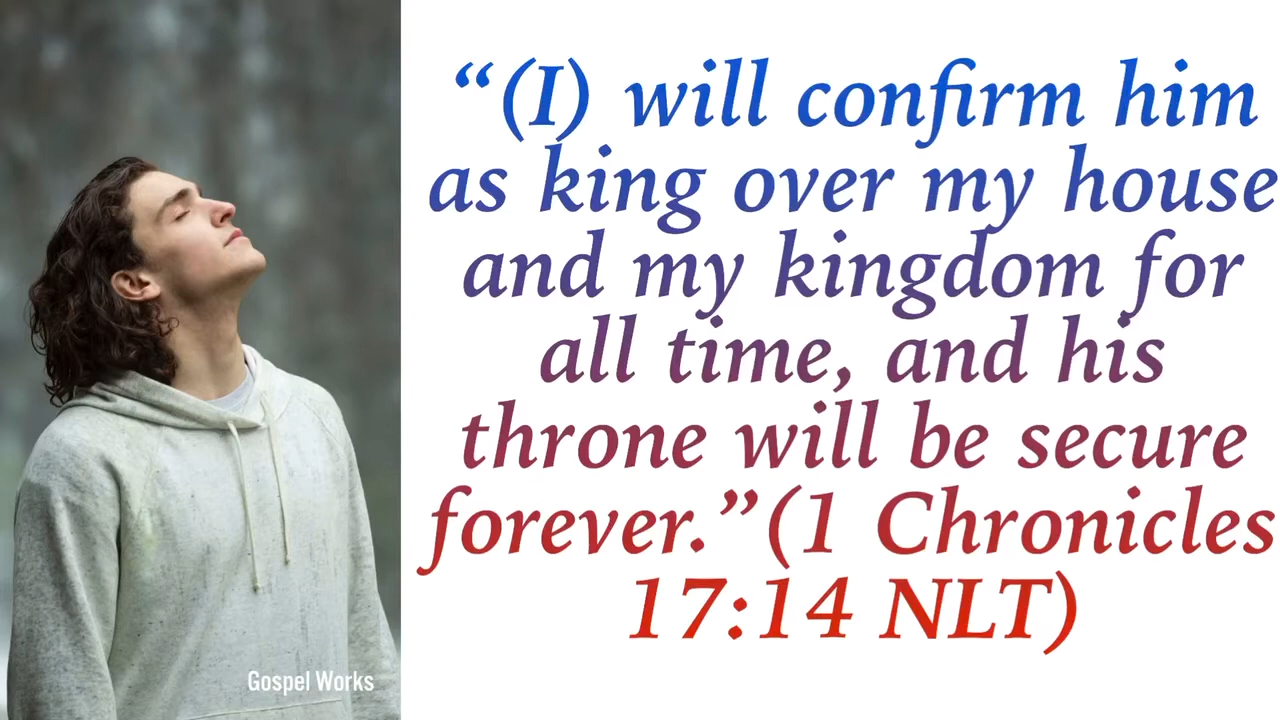 “(I) will confirm him
as king over my house
and my kingdom for
all time, and his
throne will be secure
forever.”(1 Chronicles
17:14 NLT)
Gospel Works